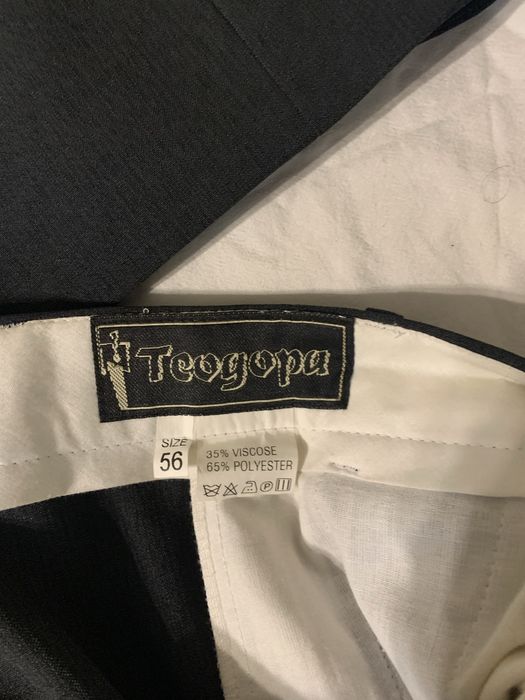 Теодора
SIZE
56
35% VISCOSE
65% POLYESTER